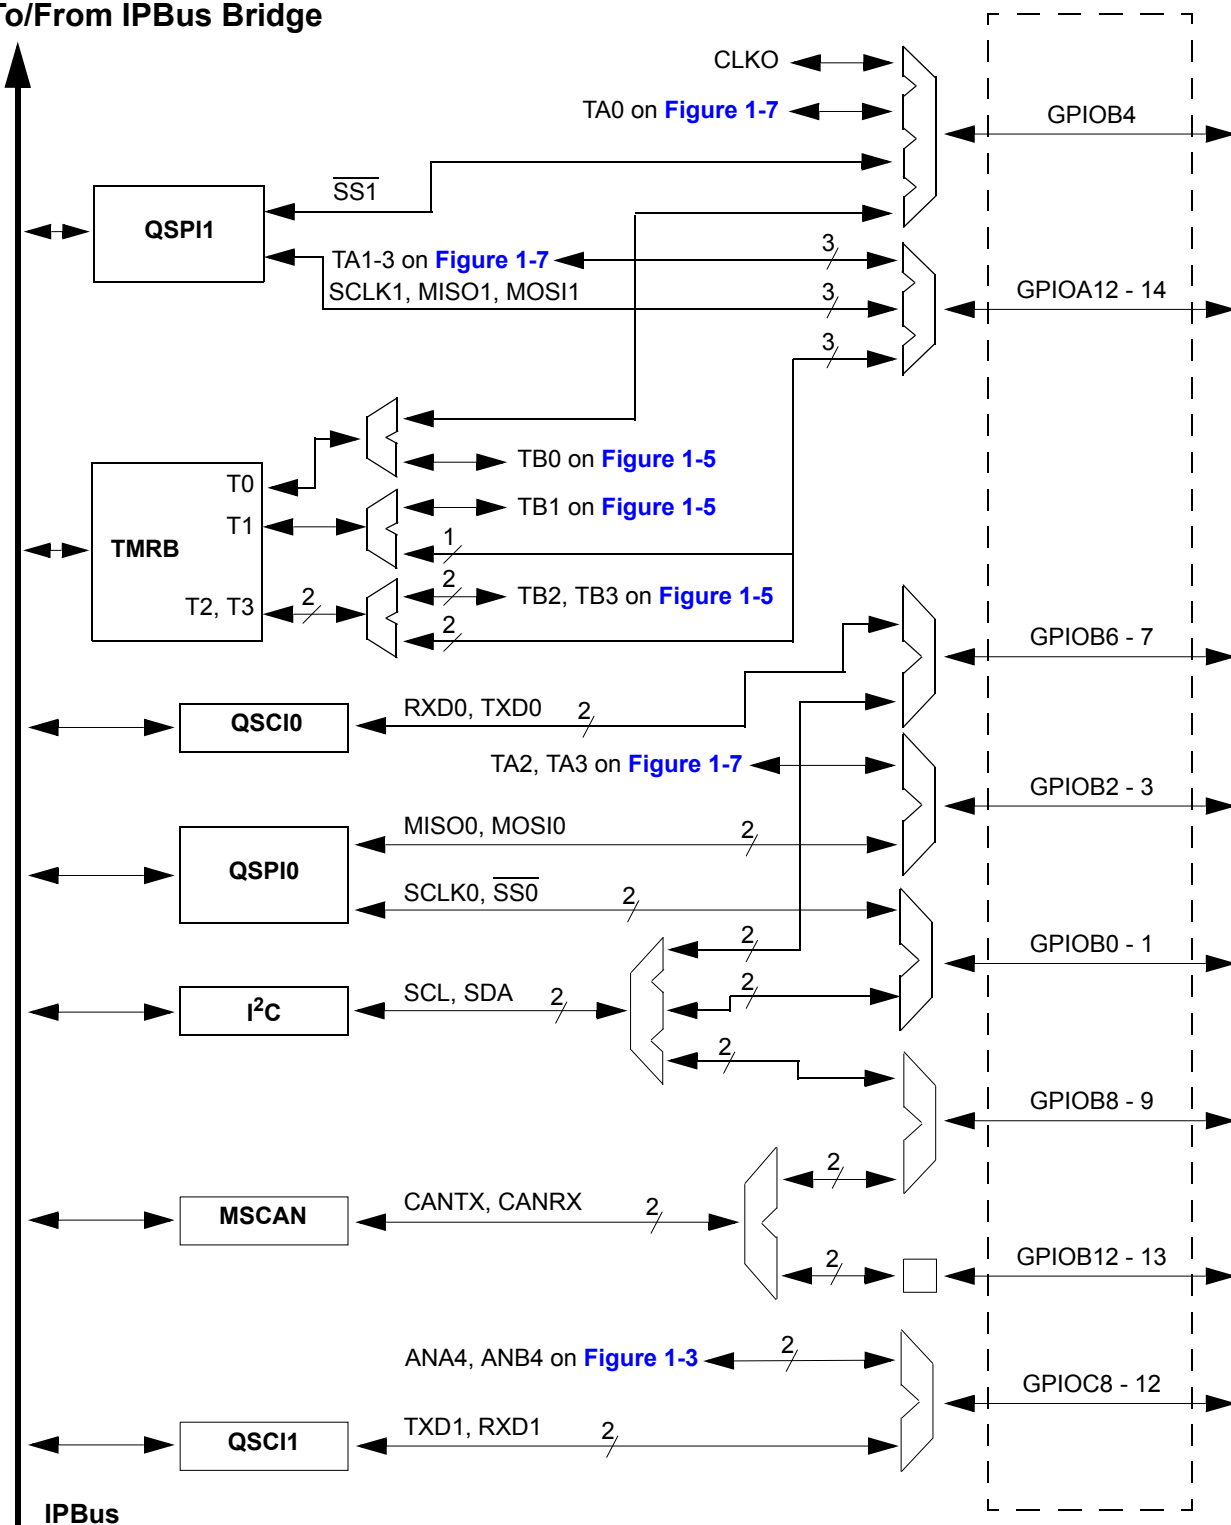 To/From IPBus Bridge
CLKO
TA0 on Figure 1-7
GPIOB4
SS1
QSPI1
TA1-3 on Figure 1-7
3
SCLK1, MISO1, MOSI1
3
GPIOA12 - 14
3
T0
TB0 on Figure 1-5
T1
TB1 on Figure 1-5
TMRB
1
T2, T3
2
2
TB2, TB3 on Figure 1-5
2
GPIOB6 - 7
QSCI0
RXD0, TXD0
2
TA2, TA3 on Figure 1-7
GPIOB2 - 3
MISO0, MOSI0
2
QSPI0
SCLK0, SS0
2
2
GPIOB0 - 1
I2C
SCL, SDA
2
2
2
GPIOB8 - 9
2
MSCAN
CANTX, CANRX
2
2
GPIOB12 - 13
ANA4, ANB4 on Figure 1-3
2
GPIOC8 - 12
QSCI1
TXD1, RXD1
2
IPBus